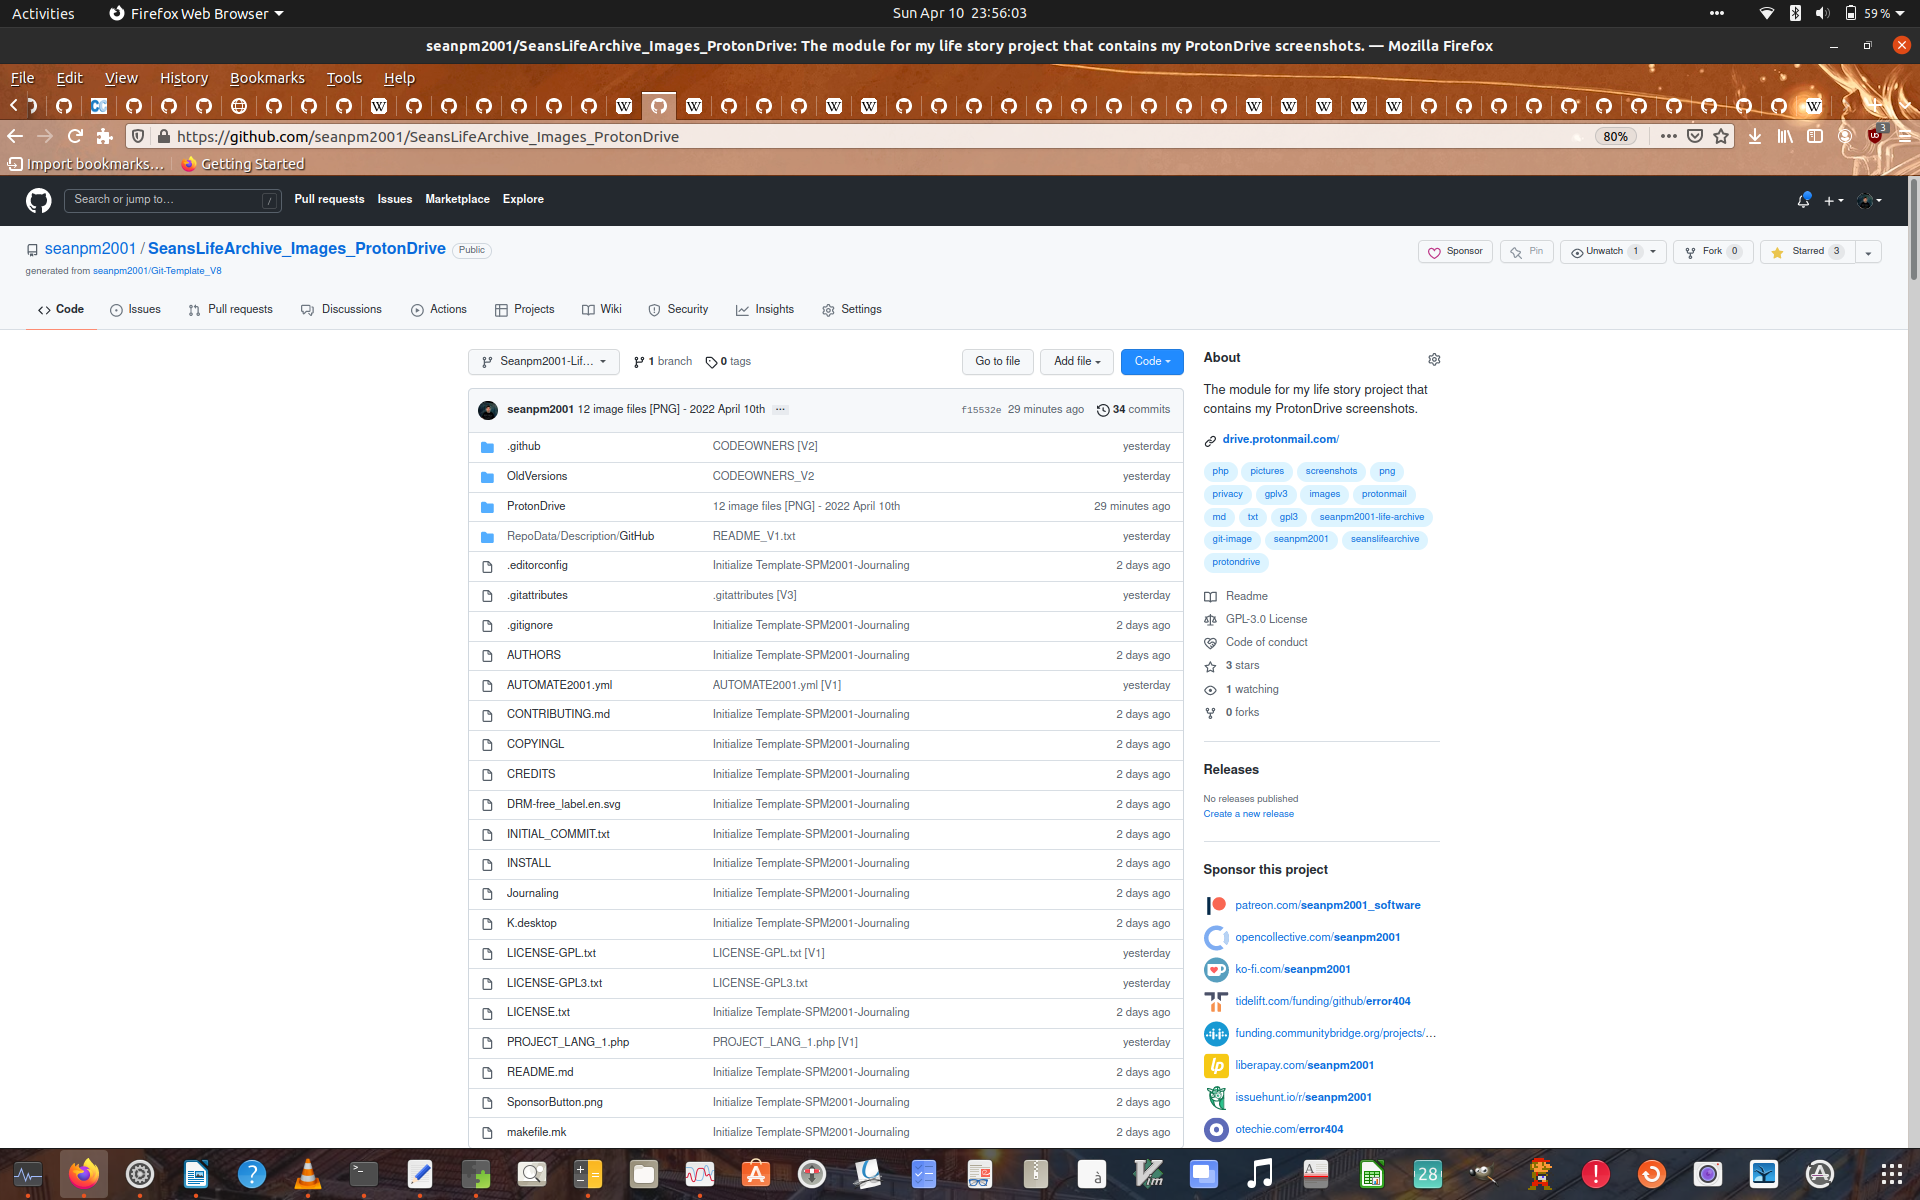 Activities Firefox Web Browser Sun Apr 10 23:56:03 59 %
seanpm2001/SeansLifeArchive_Images_ProtonDrive: The module for my life story project that contains my ProtonDrive screenshots. — Mozilla Firefox
File Edit View History Bookmarks Tools Help
https://github.com/seanpm2001/SeansLifeArchive_Images_ProtonDrive 80% 3
Import bookmarks… Getting Started
Search or jump to… / Pull requests Issues Marketplace Explore
seanpm2001 / SeansLifeArchive_Images_ProtonDrive Public Sponsor Pin Unwatch 1 Fork 0 Starred 3
generated from seanpm2001/Git-Template_V8
Code Issues Pull requests Discussions Actions Projects Wiki Security Insights Settings
Seanpm2001-Lif… 1 branch 0 tags Go to file Add file Code
seanpm2001 12 image files [PNG] - 2022 April 10th … f15532e 29 minutes ago 34 commits
.github CODEOWNERS [V2] yesterday
OldVersions CODEOWNERS_V2 yesterday
ProtonDrive 12 image files [PNG] - 2022 April 10th 29 minutes ago
RepoData/Description/GitHub README_V1.txt yesterday
.editorconfig Initialize Template-SPM2001-Journaling 2 days ago
.gitattributes .gitattributes [V3] yesterday
.gitignore Initialize Template-SPM2001-Journaling 2 days ago
AUTHORS Initialize Template-SPM2001-Journaling 2 days ago
AUTOMATE2001.yml AUTOMATE2001.yml [V1] yesterday
CONTRIBUTING.md Initialize Template-SPM2001-Journaling 2 days ago
COPYINGL Initialize Template-SPM2001-Journaling 2 days ago
CREDITS Initialize Template-SPM2001-Journaling 2 days ago
DRM-free_label.en.svg Initialize Template-SPM2001-Journaling 2 days ago
INITIAL_COMMIT.txt Initialize Template-SPM2001-Journaling 2 days ago
INSTALL Initialize Template-SPM2001-Journaling 2 days ago
Journaling Initialize Template-SPM2001-Journaling 2 days ago
K.desktop Initialize Template-SPM2001-Journaling 2 days ago
LICENSE-GPL.txt LICENSE-GPL.txt [V1] yesterday
LICENSE-GPL3.txt LICENSE-GPL3.txt yesterday
LICENSE.txt Initialize Template-SPM2001-Journaling 2 days ago
PROJECT_LANG_1.php PROJECT_LANG_1.php [V1] yesterday
README.md Initialize Template-SPM2001-Journaling 2 days ago
SponsorButton.png Initialize Template-SPM2001-Journaling 2 days ago
makefile.mk Initialize Template-SPM2001-Journaling 2 days ago
About
The module for my life story project that
contains my ProtonDrive screenshots.
drive.protonmail.com/
php pictures screenshots png
privacy gplv3 images protonmail
md txt gpl3 seanpm2001-life-archive
git-image seanpm2001 seanslifearchive
protondrive
Readme
GPL-3.0 License
Code of conduct
3 stars
1 watching
0 forks
Releases
No releases published
Create a new release
Sponsor this project
patreon.com/seanpm2001_software
opencollective.com/seanpm2001
ko-fi.com/seanpm2001
tidelift.com/funding/github/error404
funding.communitybridge.org/projects/…
liberapay.com/seanpm2001
issuehunt.io/r/seanpm2001
otechie.com/error404
28